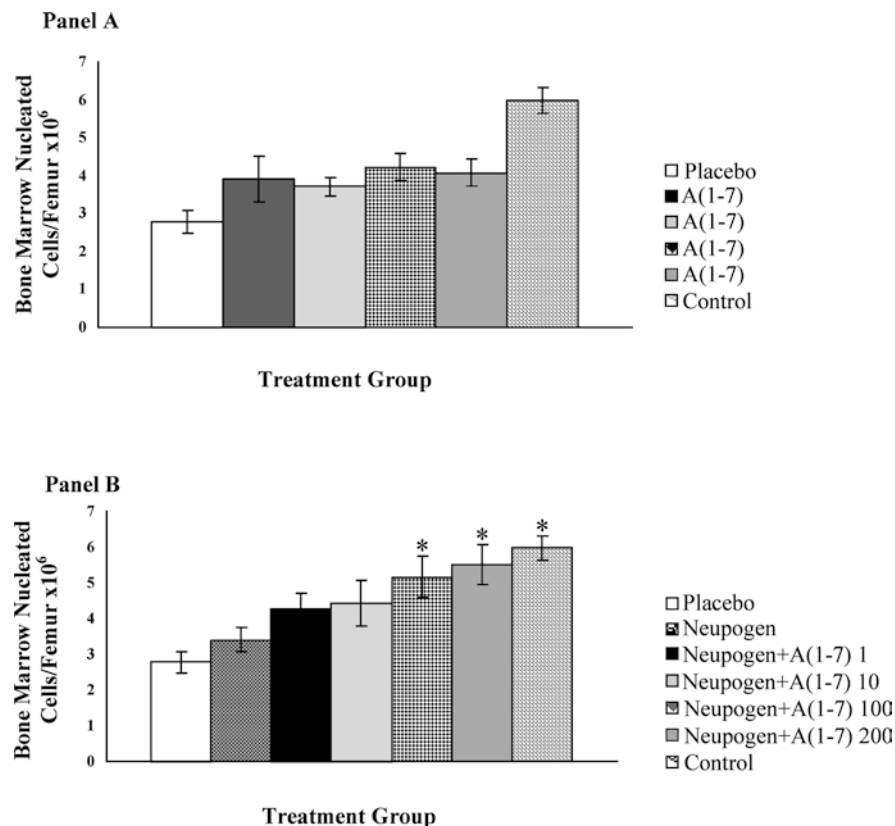 Panel A
Bone Marrow Nucleated
Cells/Femur x10⁶
7
6
5
4
3
2
1
0
Treatment Group
Placebo
A(1-7)
A(1-7)
A(1-7)
A(1-7)
Control
Panel B
Bone Marrow Nucleated
Cells/Femur x10⁶
7
6
5
4
3
2
1
0
* * *
Treatment Group
Placebo
Neupogen
Neupogen+A(1-7) 1
Neupogen+A(1-7) 10
Neupogen+A(1-7) 100
Neupogen+A(1-7) 200
Control